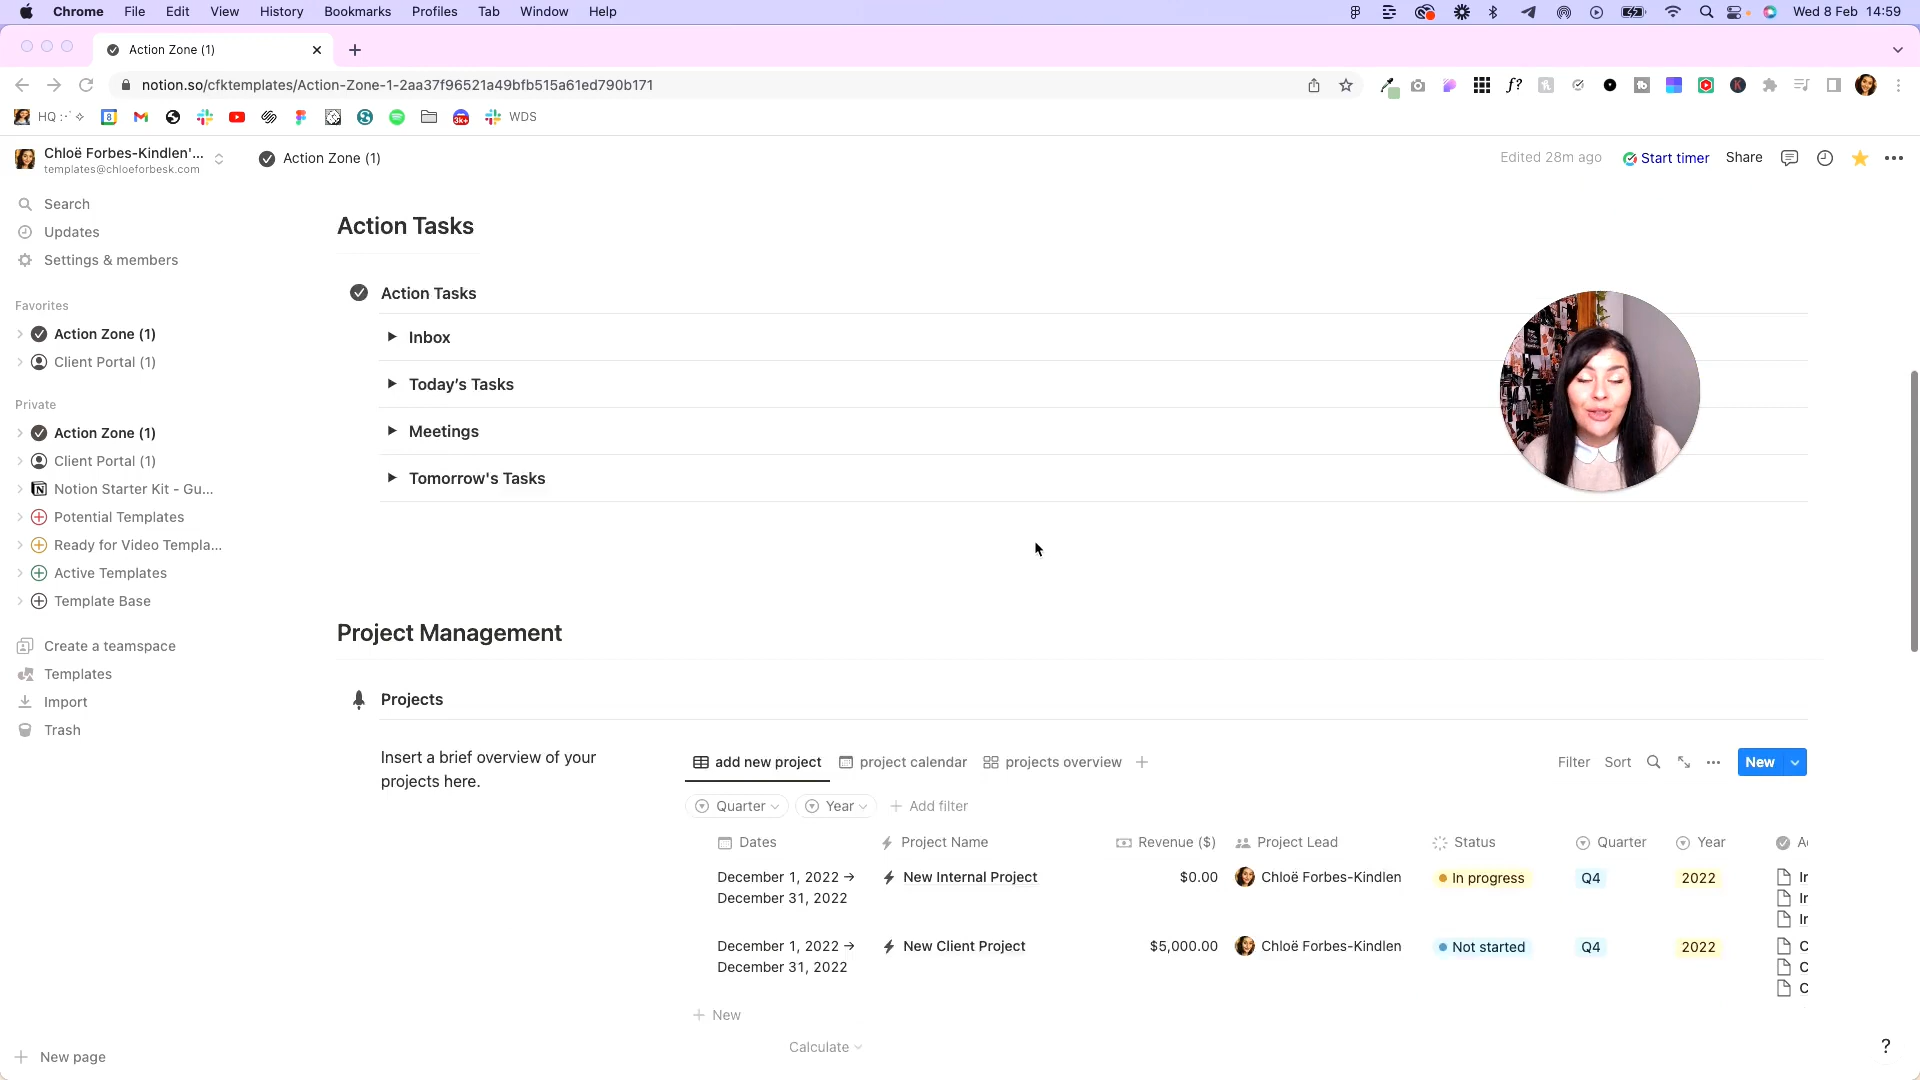 Chrome File Edit View History Bookmarks Profiles Tab Window Help Wed 8 Feb 14:59
Action Zone (1)
notion.so/cfktemplates/Action-Zone-1-2aa37f96521a49bfb515a61ed790b171
HQ WDS
Chloë Forbes-Kindlen'...
templates@chloeforbesk.com
Action Zone (1)
Edited 28m ago Start timer Share
Search
Updates
Settings & members
Favorites
Action Zone (1)
Client Portal (1)
Private
Action Zone (1)
Client Portal (1)
Notion Starter Kit - Gu...
Potential Templates
Ready for Video Templa...
Active Templates
Template Base
Create a teamspace
Templates
Import
Trash
New page
Action Tasks
Action Tasks
Inbox
Today's Tasks
Meetings
Tomorrow's Tasks
Project Management
Projects
Insert a brief overview of your
projects here.
add new project project calendar projects overview
Filter Sort New
Quarter Year Add filter
Dates Project Name Revenue ($) Project Lead Status Quarter Year
December 1, 2022 → New Internal Project $0.00 Chloë Forbes-Kindlen In progress Q4 2022
December 31, 2022
December 1, 2022 → New Client Project $5,000.00 Chloë Forbes-Kindlen Not started Q4 2022
December 31, 2022
New
Calculate
?